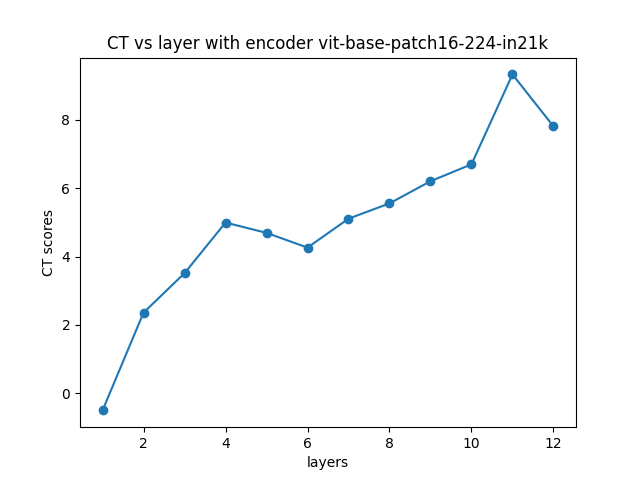 CT vs layer with encoder vit-base-patch16-224-in21k
CT scores
8
6
4
2
0
2 4 6 8 10 12
layers